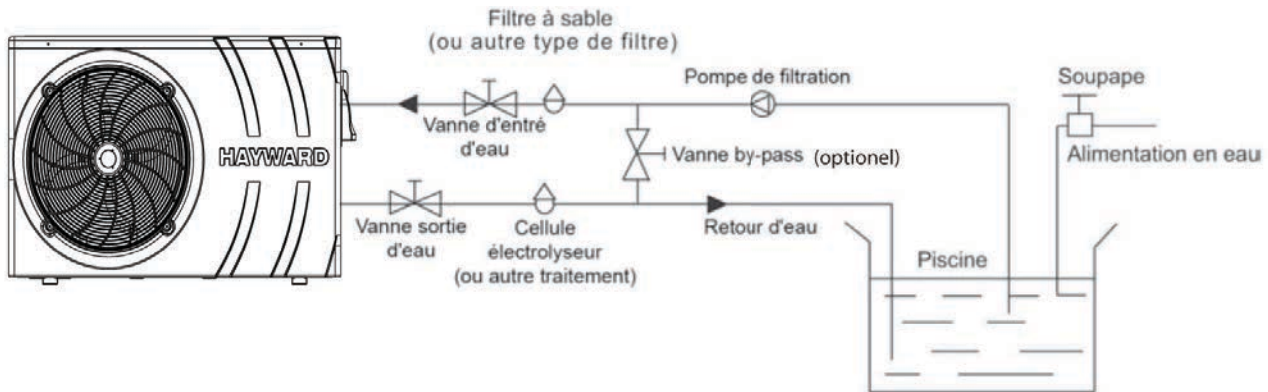 Filtre à sable
(ou autre type de filtre)
Pompe de filtration
Soupape
Vanne d'entré
d'eau
Vanne by-pass (optionel)
Alimentation en eau
HAYWARD
Vanne sortie
d'eau
Cellule
électrolyseur
(ou autre traitement)
Retour d'eau
Piscine